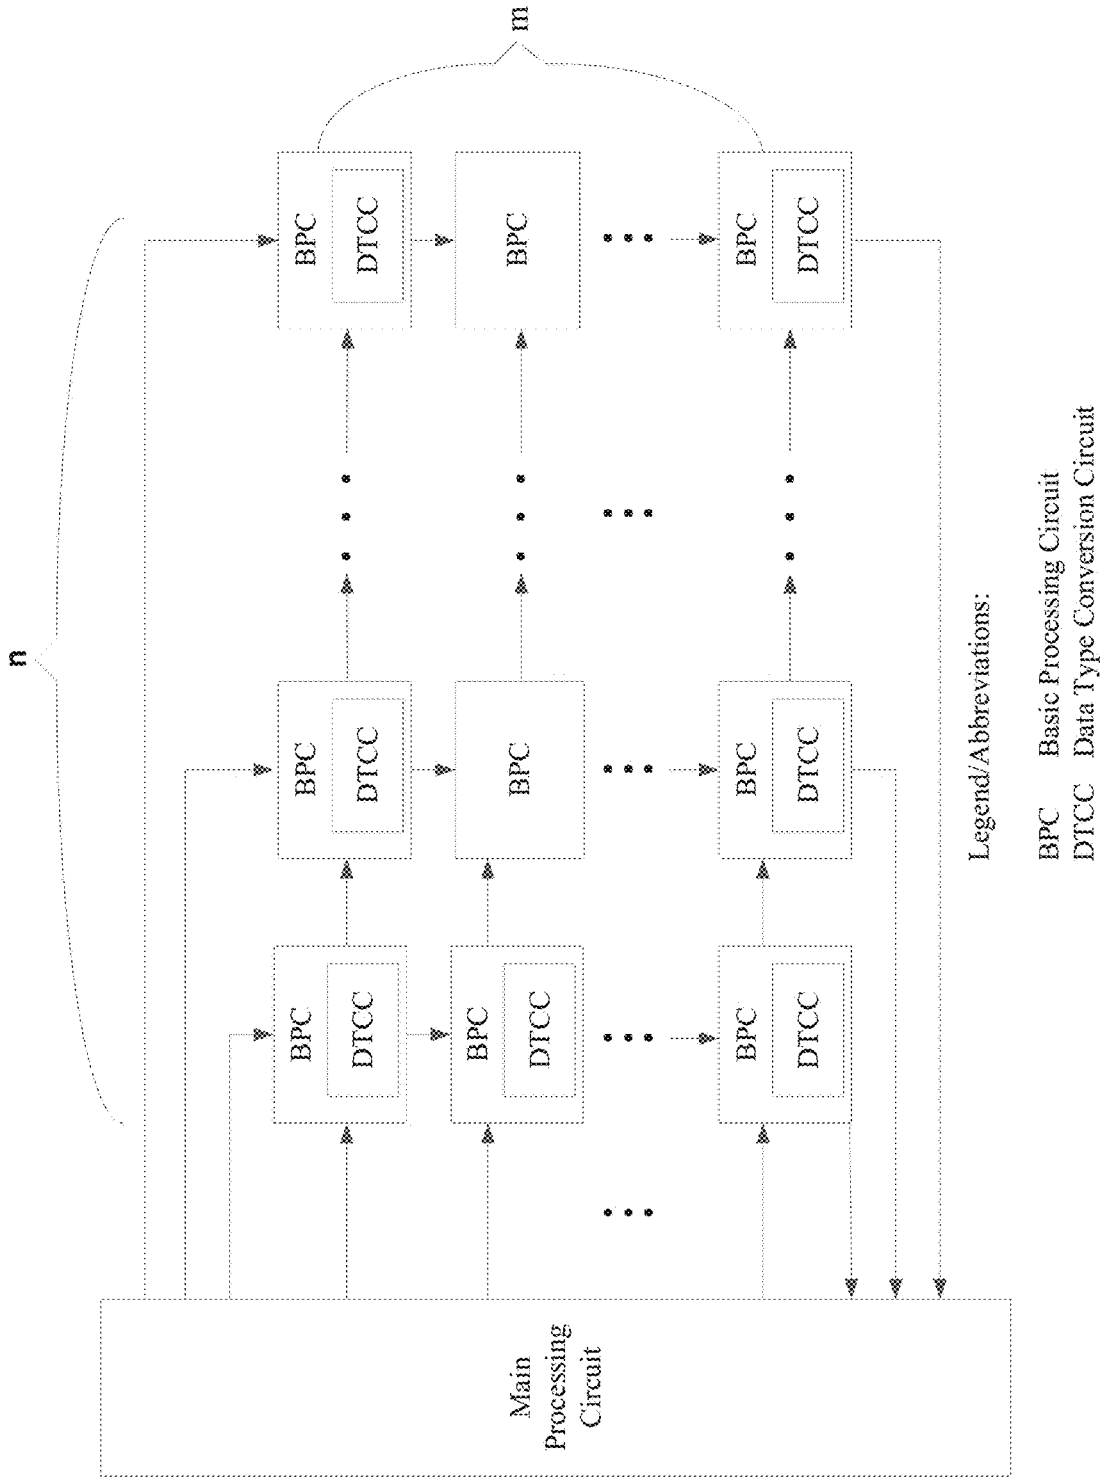 n
BPC
DTCC
BPC
DTCC
BPC
DTCC
Main
Processing
Circuit
BPC
DTCC
BPC
BPC
m
BPC
DTCC
BPC
DTCC
BPC
DTCC
Legend/Abbreviations:
BPC Basic Processing Circuit
DTCC Data Type Conversion Circuit